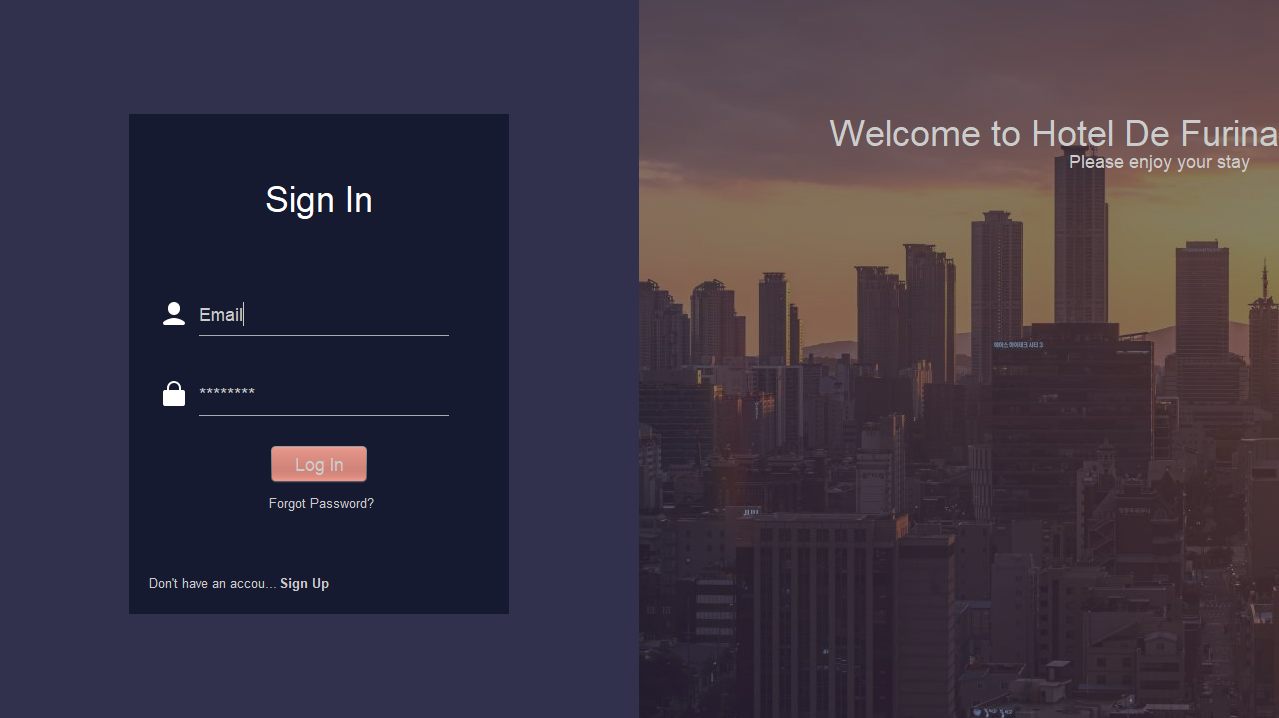 Sign In
Email
********
Log In
Forgot Password?
Don't have an accou... Sign Up
Welcome to Hotel De Furina
Please enjoy your stay